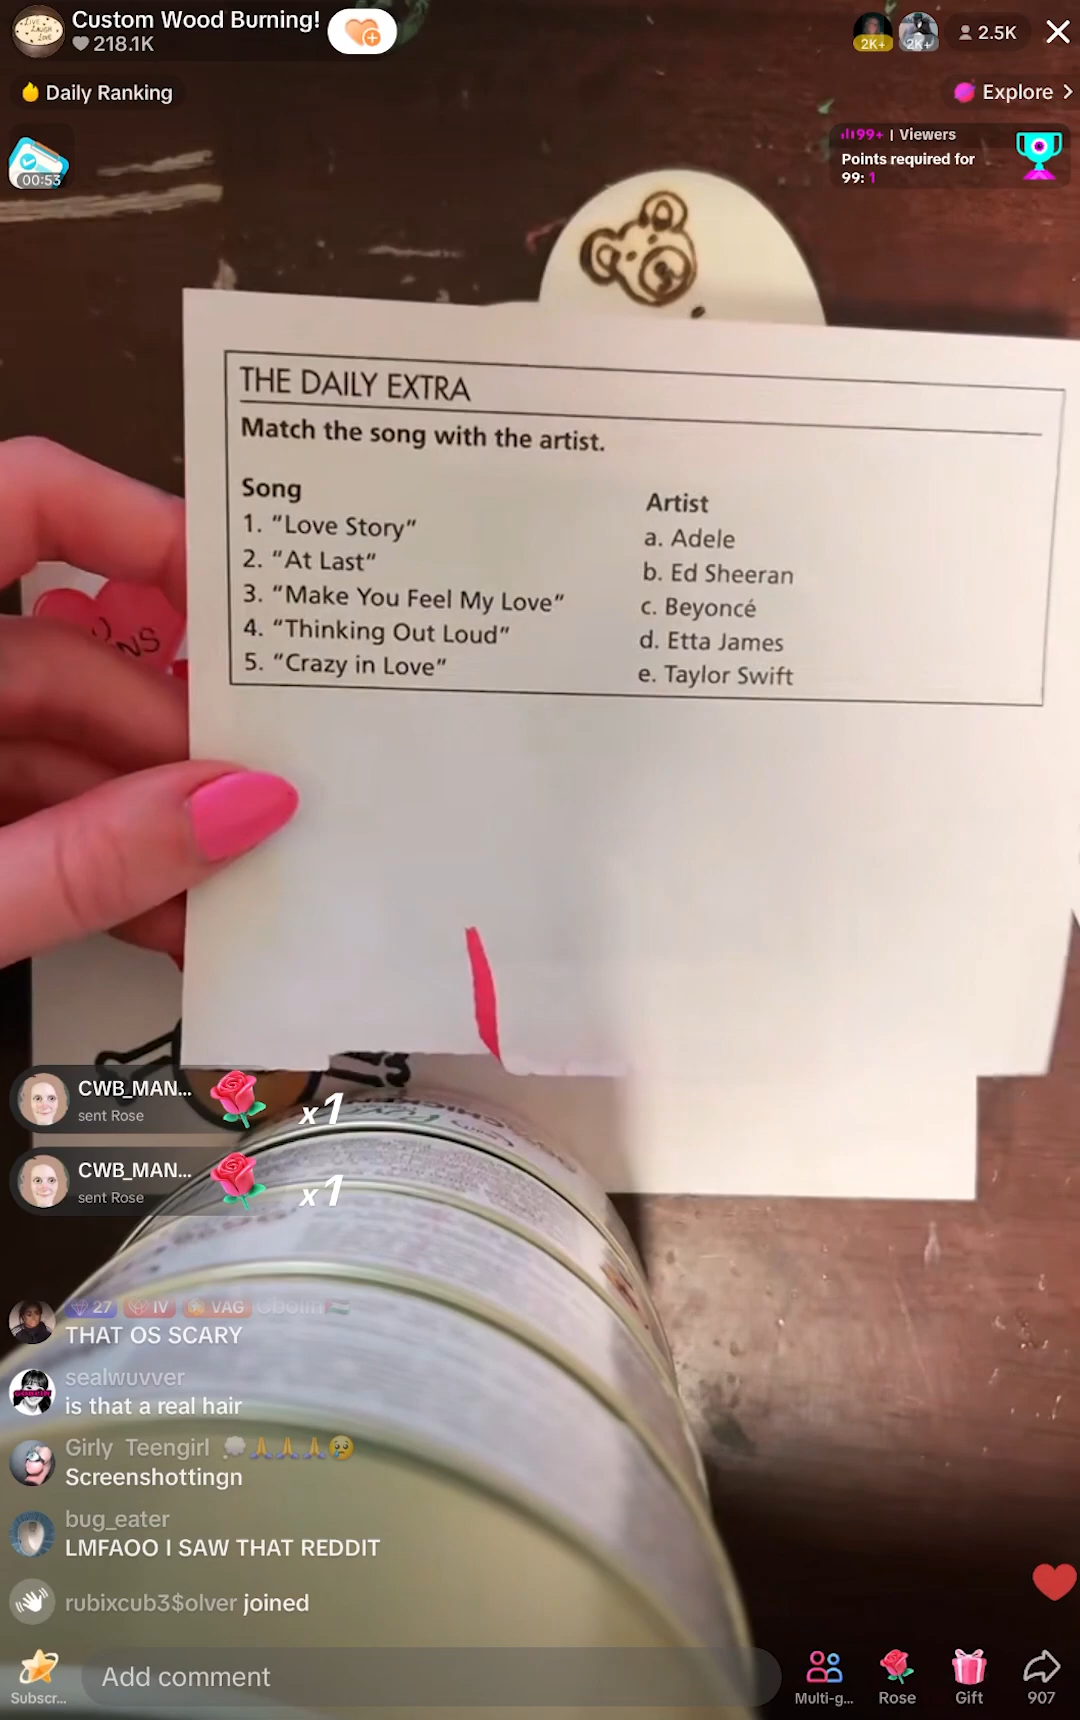 Custom Wood Burning!
218.1K
2K+
2K+
2.5K
Daily Ranking
Explore
00:53
99+ | Viewers
Points required for
99: 1
THE DAILY EXTRA
Match the song with the artist.
Song
1. "Love Story"
2. "At Last"
3. "Make You Feel My Love"
4. "Thinking Out Loud"
5. "Crazy in Love"
Artist
a. Adele
b. Ed Sheeran
c. Beyoncé
d. Etta James
e. Taylor Swift
CWB_MAN...
sent Rose
x1
CWB_MAN...
sent Rose
x1
27 IV VAG
THAT OS SCARY
sealwuvver
is that a real hair
Girly Teengirl
Screenshottingn
bug_eater
LMFAOO I SAW THAT REDDIT
rubixcub3$olver joined
Add comment
Subscr...
Multi-g...
Rose
Gift
907